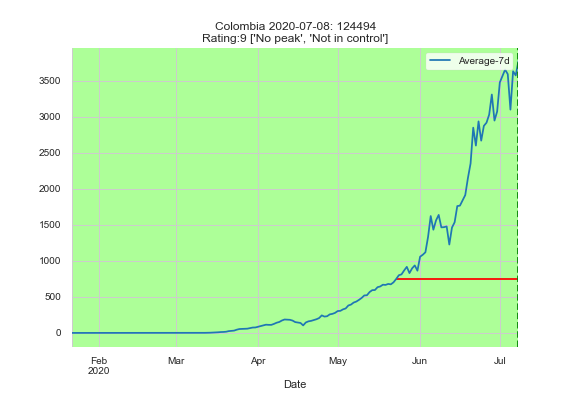 Colombia 2020-07-08: 124494
Rating:9 ['No peak', 'Not in control']
Average-7d
3500
3000
2500
2000
1500
1000
500
0
Feb
2020
Mar
Apr
May
Jun
Jul
Date